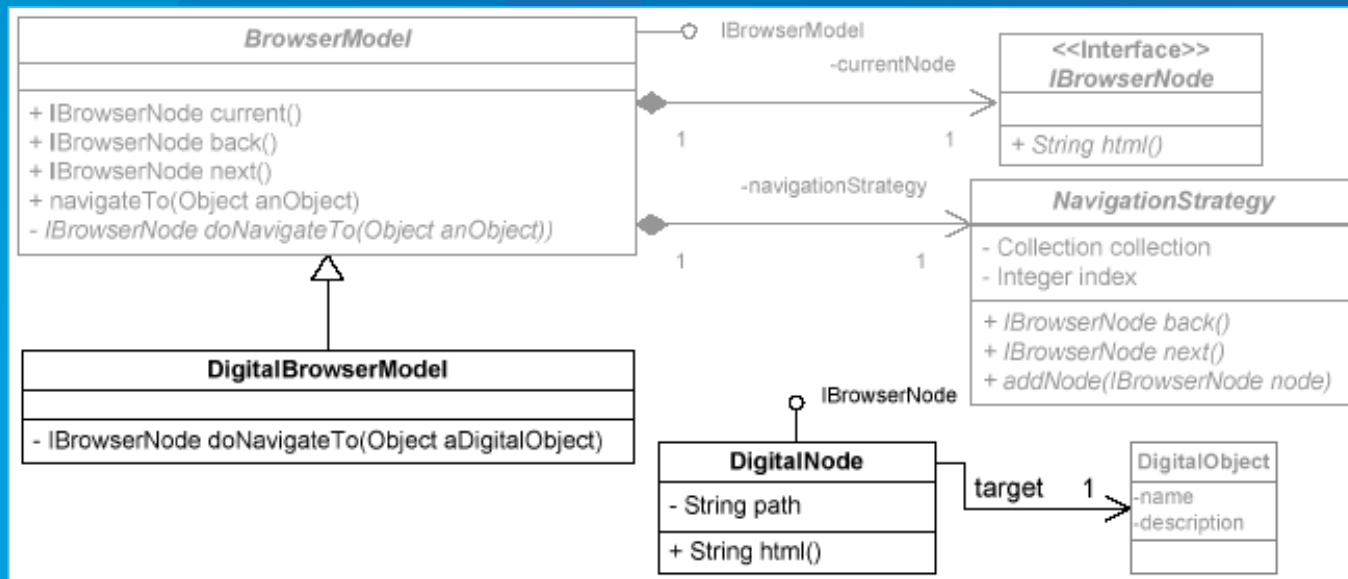 BrowserModel
+ IBrowserNode current()
+ IBrowserNode back()
+ IBrowserNode next()
+ navigateTo(Object anObject)
- IBrowserNode doNavigateTo(Object anObject))
IBrowserModel
-currentNode
1
1
<<Interface>>
IBrowserNode
+ String html()
-navigationStrategy
1
1
NavigationStrategy
- Collection collection
- Integer index
+ IBrowserNode back()
+ IBrowserNode next()
+ addNode(IBrowserNode node)
DigitalBrowserModel
- IBrowserNode doNavigateTo(Object aDigitalObject)
IBrowserNode
DigitalNode
- String path
+ String html()
target 1
DigitalObject
-name
-description